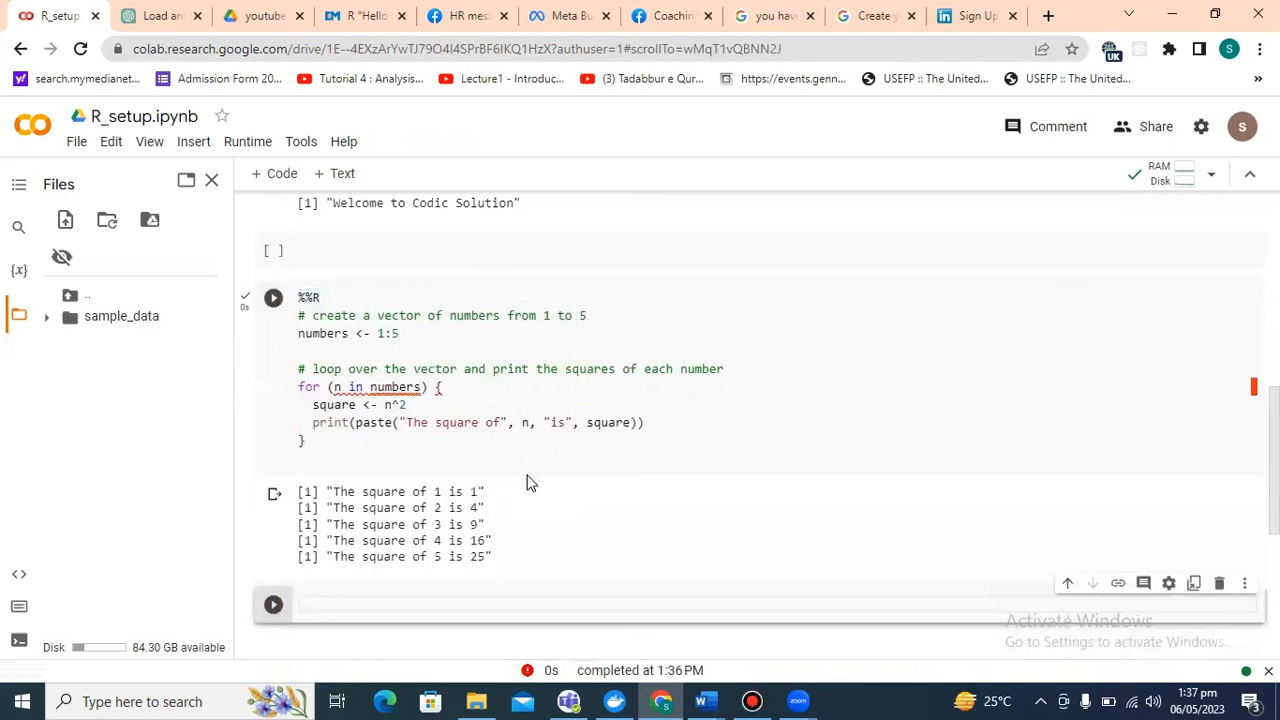 R_setup. Load an youtube R "Hello HR mes Meta Bu Coachin you have Create y Sign Up
colab.research.google.com/drive/1E--4EXzArYwTJ79O4I4SPrBF6IKQ1HzX?authuser=1#scrollTo=wMqT1vQBNN2J UK S
search.mymedianet... Admission Form 20... Tutorial 4 : Analysis... Lecture1 - Introduc... (3) Tadabbur e Qur... https://events.genn... USEFP :: The United... USEFP :: The United... »
CO R_setup.ipynb Comment Share S
File Edit View Insert Runtime Tools Help
Files + Code + Text RAM
Disk
[1] "Welcome to Codic Solution"
[ ]
{x}
..
sample_data
0s
%%R
# create a vector of numbers from 1 to 5
numbers <- 1:5
# loop over the vector and print the squares of each number
for (n in numbers) {
square <- n^2
print(paste("The square of", n, "is", square))
}
[1] "The square of 1 is 1"
[1] "The square of 2 is 4"
[1] "The square of 3 is 9"
[1] "The square of 4 is 16"
[1] "The square of 5 is 25"
Activate Windows
Go to Settings to activate Windows.
Disk 84.30 GB available
0s completed at 1:36 PM
Type here to search zoom 25°C 1:37 pm
06/05/2023 3